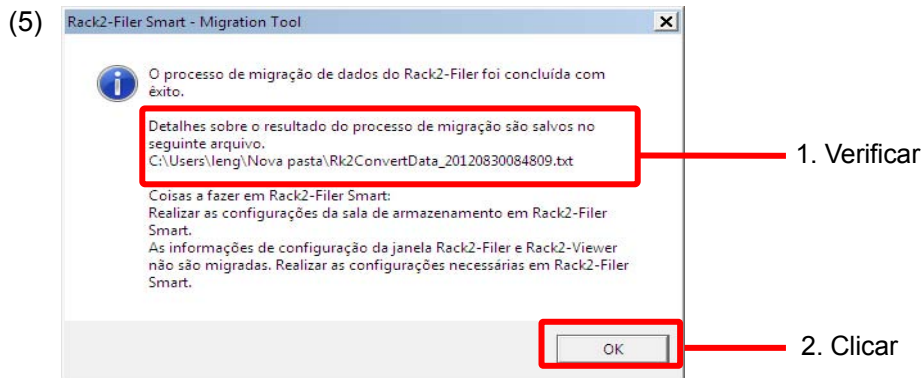 (5)
Rack2-Filer Smart - Migration Tool
O processo de migração de dados do Rack2-Filer foi concluída com
êxito.
Detalhes sobre o resultado do processo de migração são salvos no
seguinte arquivo.
C:\Users\leng\Nova pasta\Rk2ConvertData_20120830084809.txt
1. Verificar
Coisas a fazer em Rack2-Filer Smart:
Realizar as configurações da sala de armazenamento em Rack2-Filer
Smart.
As informações de configuração da janela Rack2-Filer e Rack2-Viewer
não são migradas. Realizar as configurações necessárias em Rack2-Filer
Smart.
OK
2. Clicar